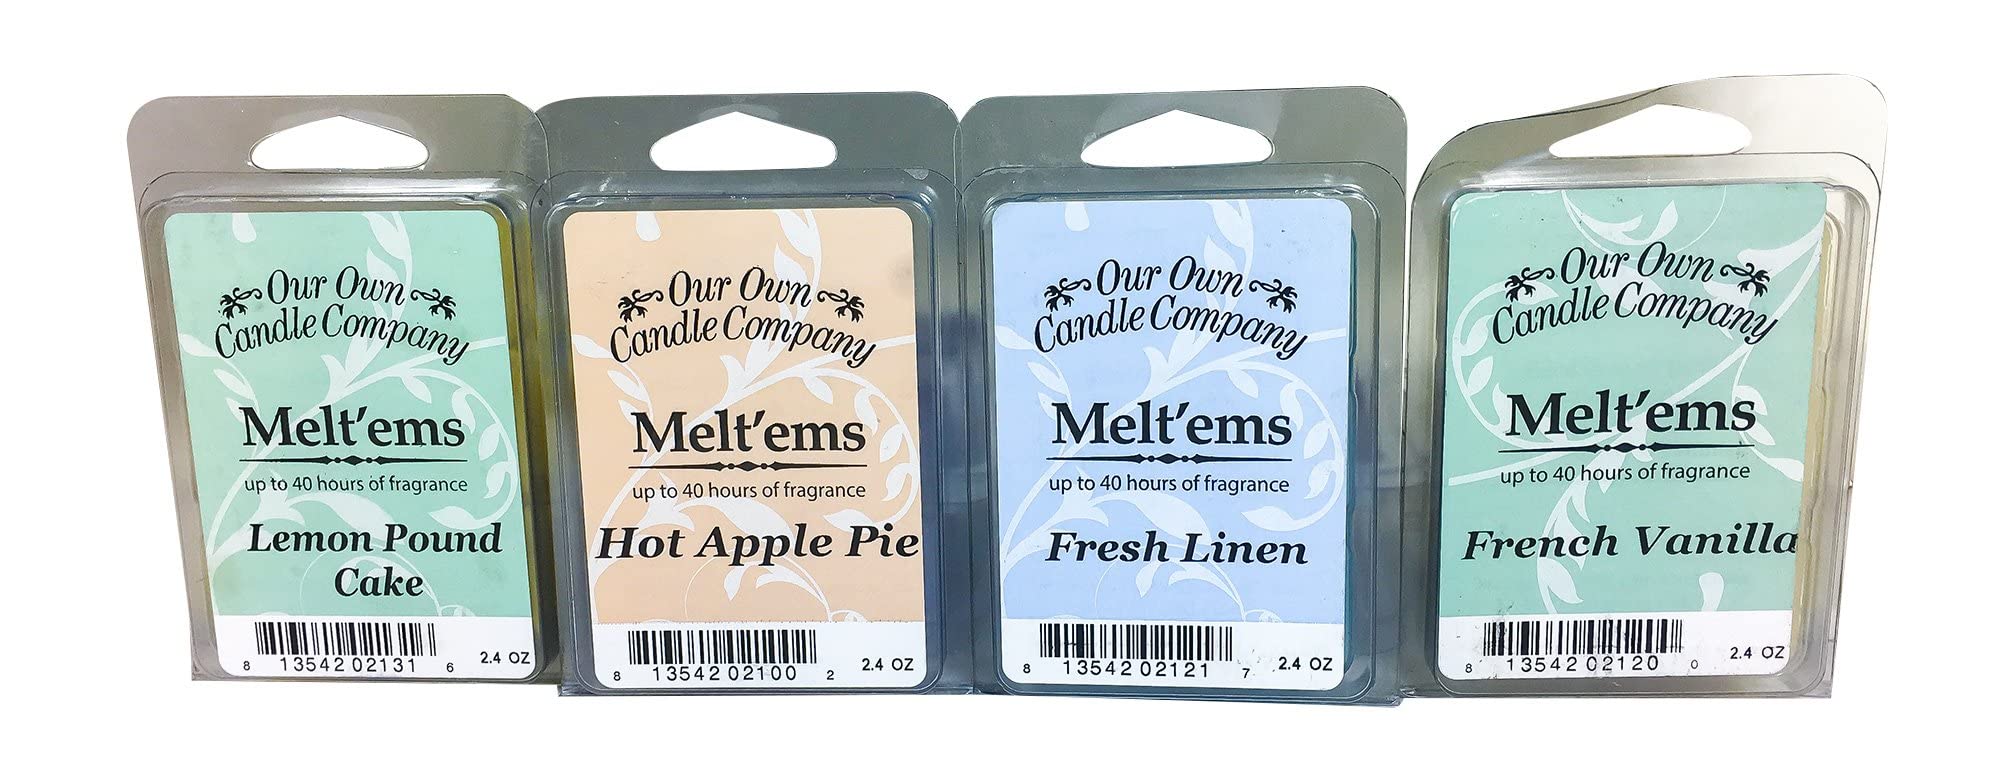 Our Own
Candle Company
Melt'ems
up to 40 hours of fragrance
Lemon Pound
Cake
8 13542 02131 6
2.4 OZ
Our Own
Candle Company
Melt'ems
up to 40 hours of fragrance
Hot Apple Pie
8 13542 02100 2
2.4 OZ
Our Own
Candle Company
Melt'ems
up to 40 hours of fragrance
Fresh Linen
8 13542 02121 7
2.4 OZ
Our Own
Candle Company
Melt'ems
up to 40 hours of fragrance
French Vanilla
8 13542 02120 0
2.4 OZ